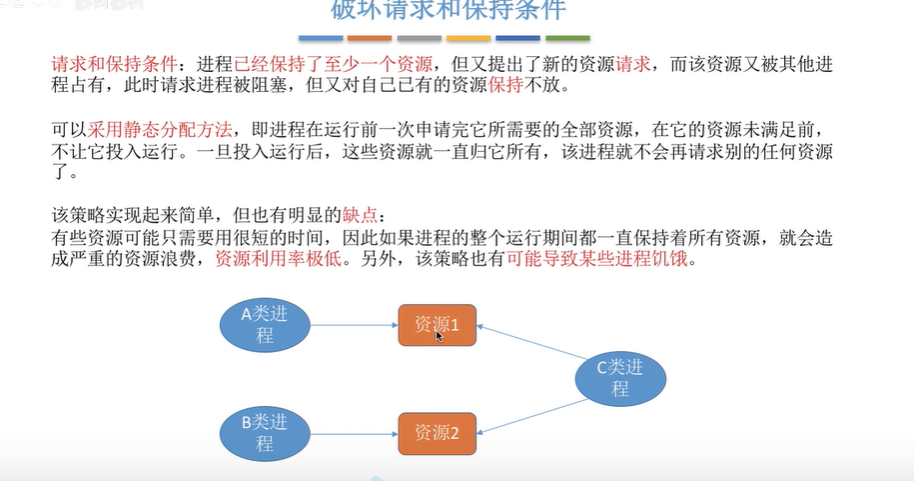 破坏请求和保持条件
请求和保持条件：进程已经保持了至少一个资源，但又提出了新的资源请求，而该资源又被其他进
程占有，此时请求进程被阻塞，但又对自己已有的资源保持不放。
可以采用静态分配方法，即进程在运行前一次申请完它所需要的全部资源，在它的资源未满足前，
不让它投入运行。一旦投入运行后，这些资源就一直归它所有，该进程就不会再请求别的任何资源
了。
该策略实现起来简单，但也有明显的缺点：
有些资源可能只需要用很短的时间，因此如果进程的整个运行期间都一直保持着所有资源，就会造
成严重的资源浪费，资源利用率极低。另外，该策略也有可能导致某些进程饥饿。
A类进
程
资源1
C类进
程
B类进
程
资源2